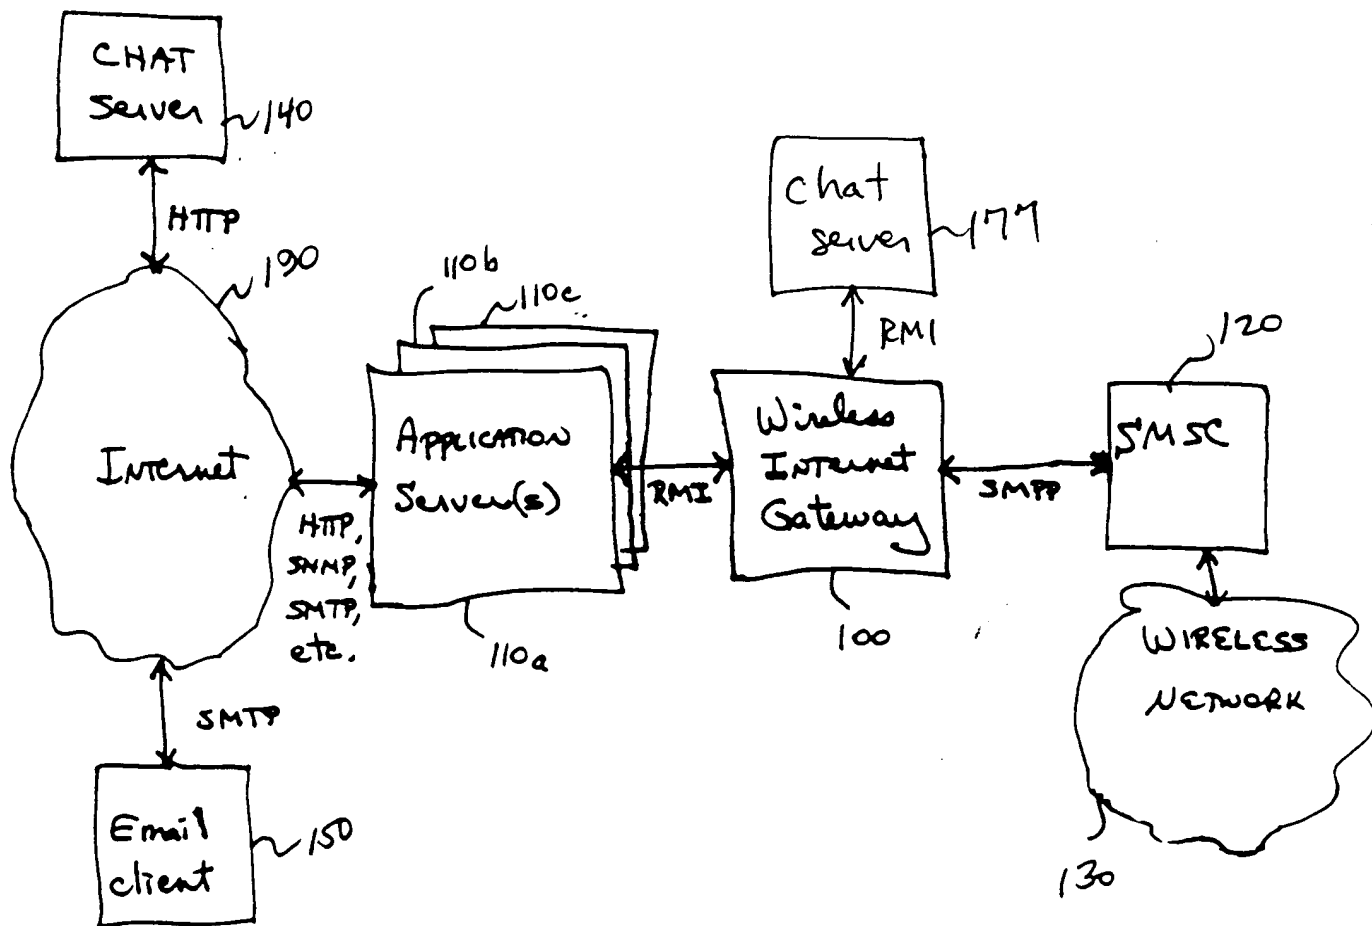 CHAT
Server
140
HTTP
190
Internet
HTTP,
SNMP,
SMTP,
etc.
SMTP
Email
client
150
110b
110c
Application
Server(s)
110a
RMI
Chat
server
177
RMI
Wireless
Internet
Gateway
100
SMPP
120
SMSC
WIRELESS
NETWORK
130